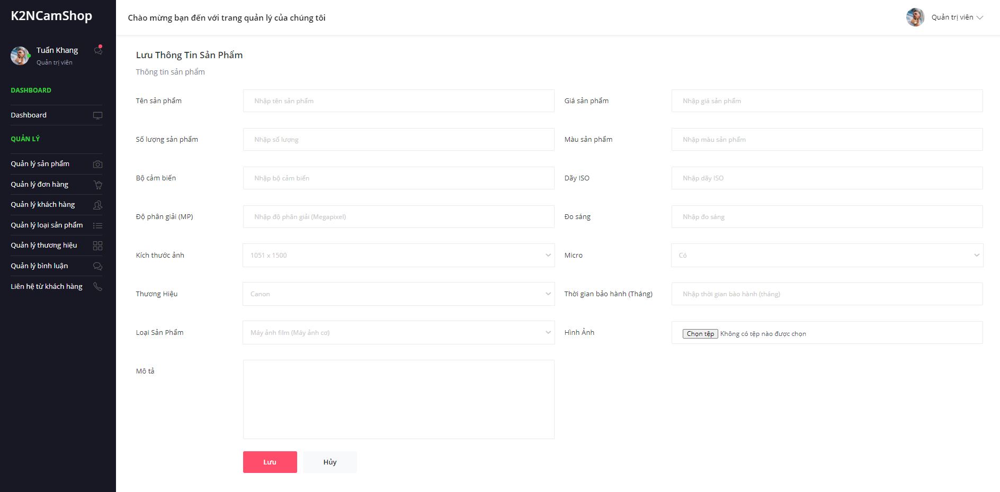 K2NCamShop
Tuấn Khang
Quản trị viên
DASHBOARD
Dashboard
QUẢN LÝ
Quản lý sản phẩm
Quản lý đơn hàng
Quản lý khách hàng
Quản lý loại sản phẩm
Quản lý thương hiệu
Quản lý bình luận
Liên hệ từ khách hàng
Chào mừng bạn đến với trang quản lý của chúng tôi
Quản trị viên
Lưu Thông Tin Sản Phẩm
Thông tin sản phẩm
Tên sản phẩm
Nhập tên sản phẩm
Giá sản phẩm
Nhập giá sản phẩm
Số lượng sản phẩm
Nhập số lượng
Màu sản phẩm
Nhập màu sản phẩm
Bộ cảm biến
Nhập bộ cảm biến
Dãy ISO
Nhập dãy ISO
Độ phân giải (MP)
Nhập độ phân giải (Megapixel)
Đo sáng
Nhập đo sáng
Kích thước ảnh
1051 x 1500
Micro
Có
Thương Hiệu
Canon
Thời gian bảo hành (Tháng)
Nhập thời gian bảo hành (tháng)
Loại Sản Phẩm
Máy ảnh film (Máy ảnh cơ)
Hình Ảnh
Chọn tệp Không có tệp nào được chọn
Mô tả
Lưu
Hủy